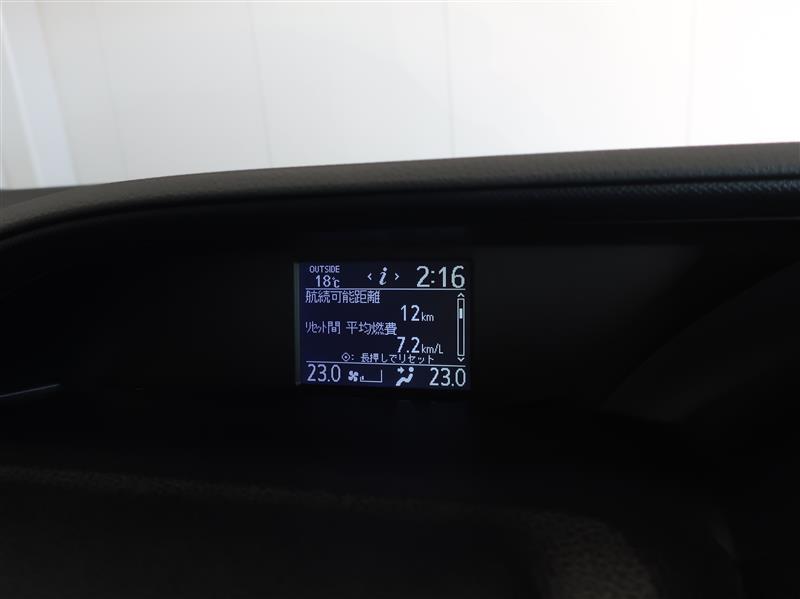 OUTSIDE
18℃ < i > 2:16
航続可能距離
12km
リセット間 平均燃費
7.2km/L
: 長押しでリセット
23.0 23.0